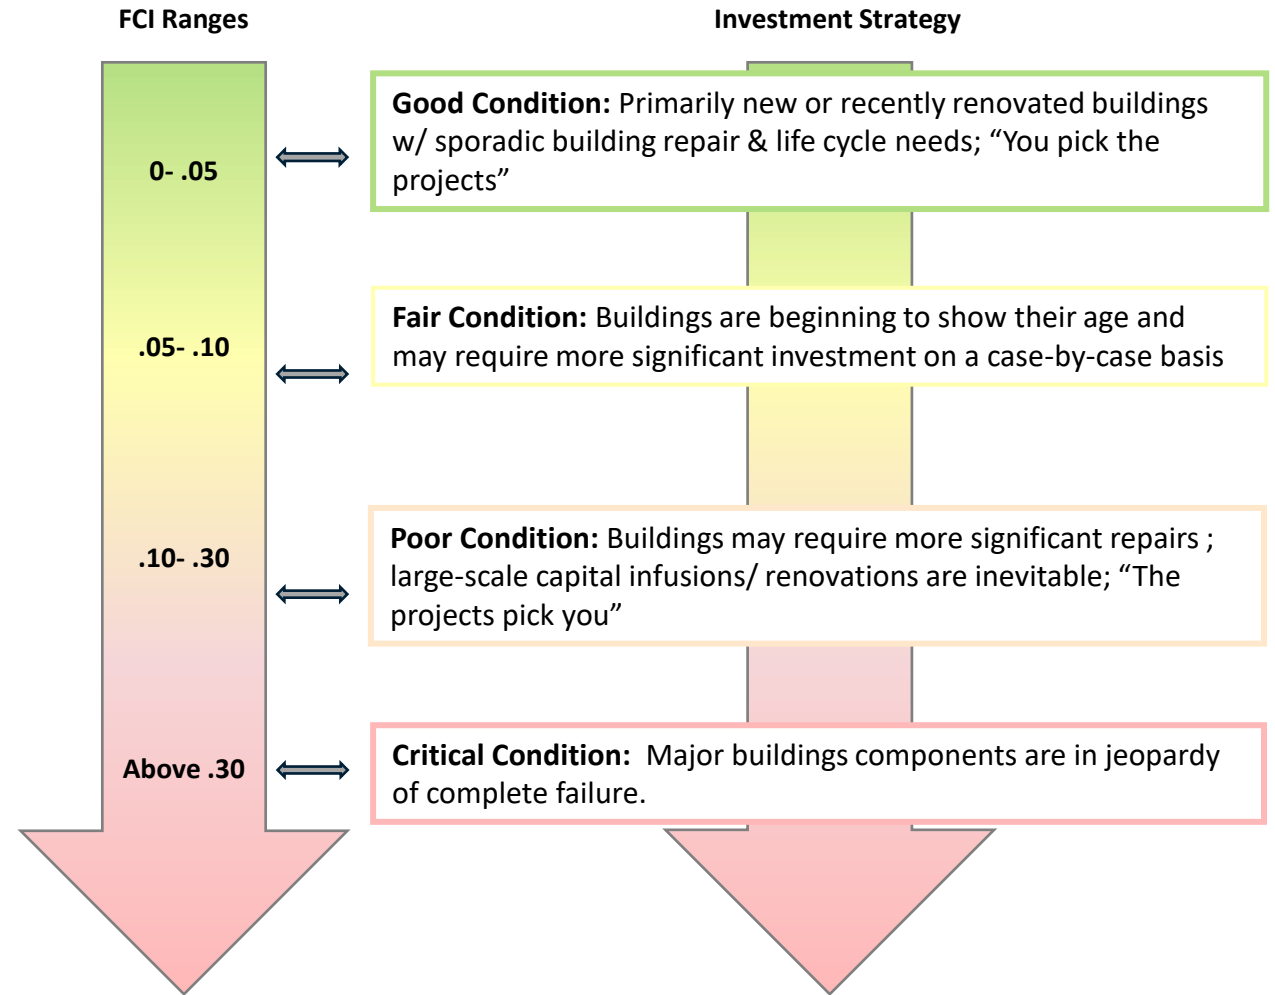 FCI Ranges
Investment Strategy
0- .05
Good Condition: Primarily new or recently renovated buildings
w/ sporadic building repair & life cycle needs; “You pick the
projects”
.05- .10
Fair Condition: Buildings are beginning to show their age and
may require more significant investment on a case-by-case basis
.10- .30
Poor Condition: Buildings may require more significant repairs ;
large-scale capital infusions/ renovations are inevitable; “The
projects pick you”
Above .30
Critical Condition:  Major buildings components are in jeopardy
of complete failure.